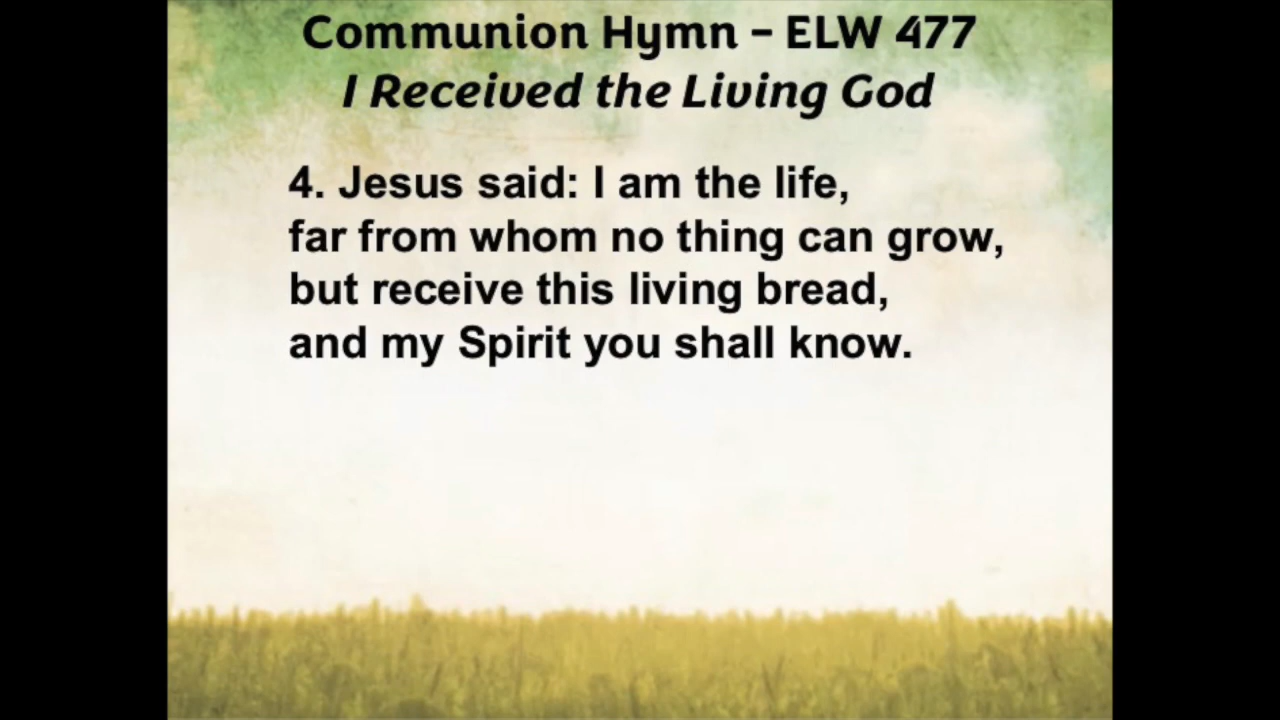 Communion Hymn – ELW 477
I Received the Living God
4. Jesus said: I am the life,
far from whom no thing can grow,
but receive this living bread,
and my Spirit you shall know.